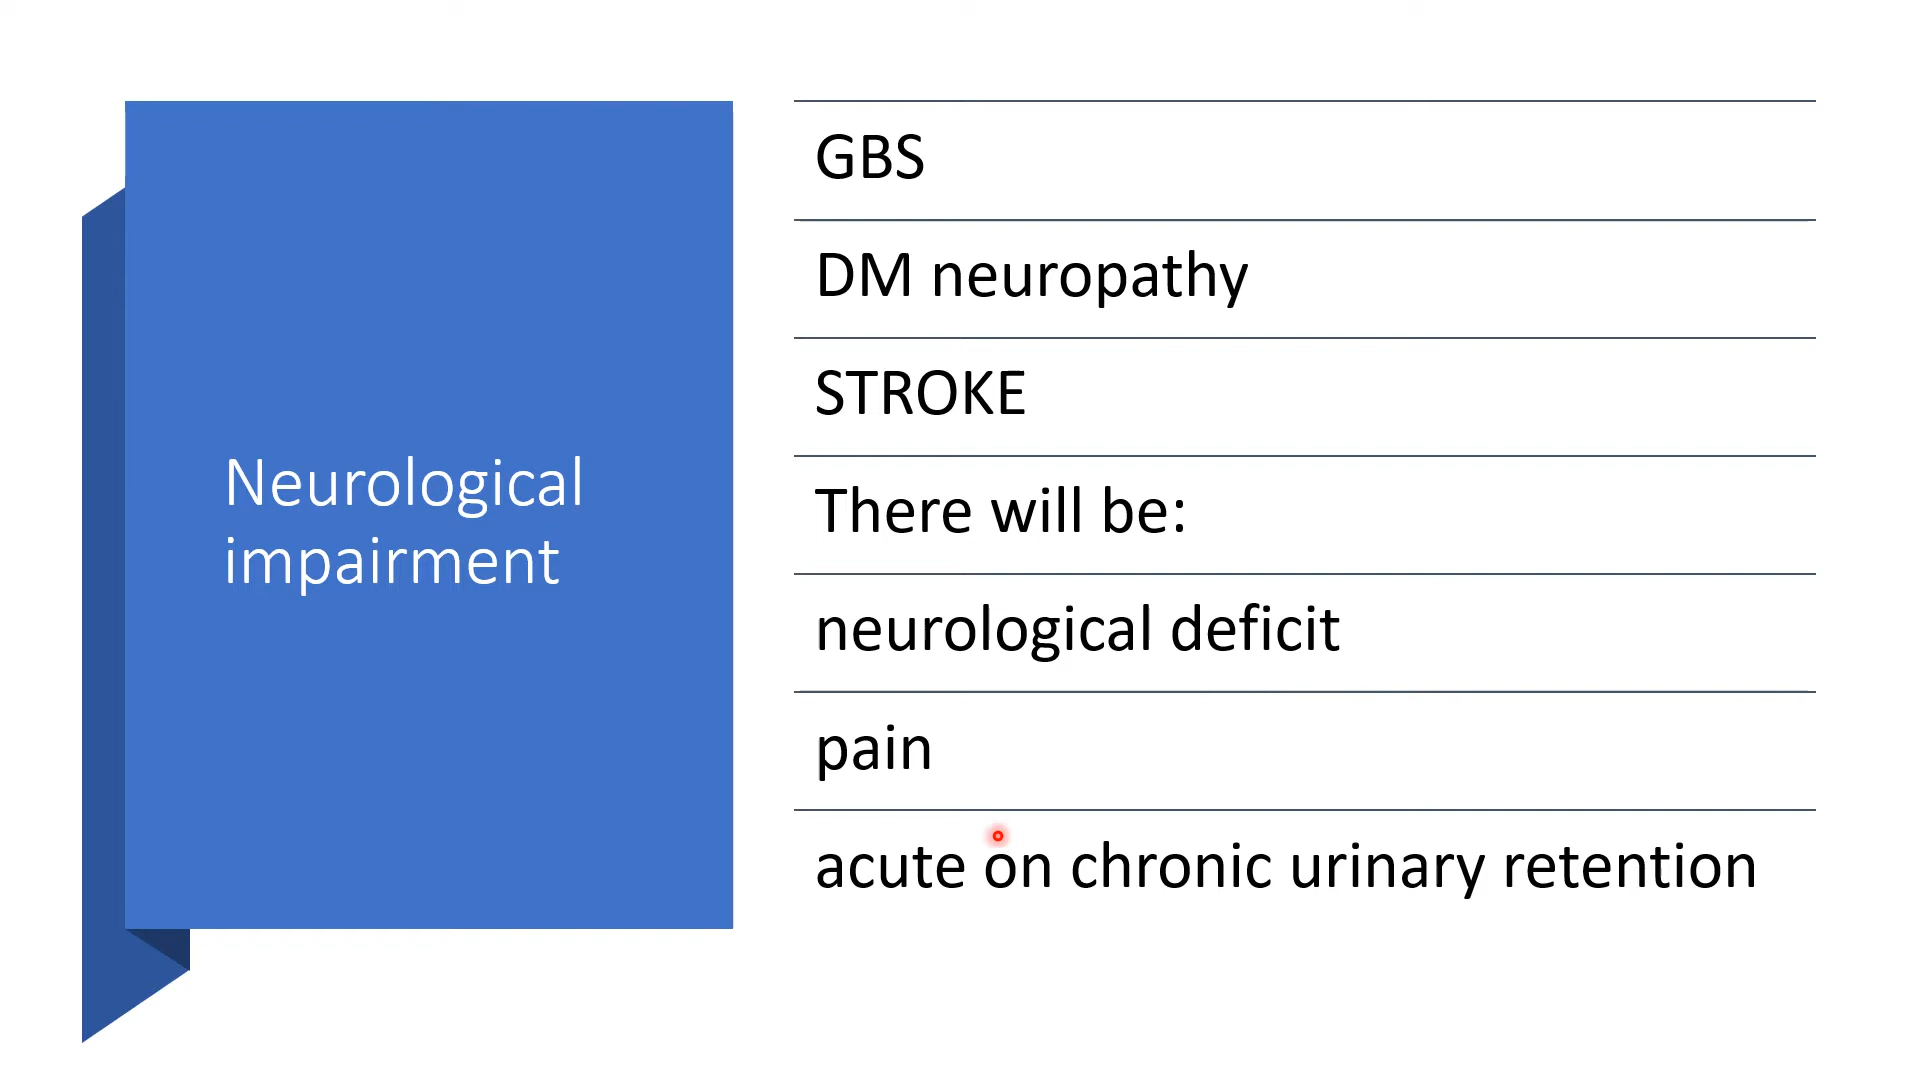 Neurological
impairment
GBS
DM neuropathy
STROKE
There will be:
neurological deficit
pain
acute on chronic urinary retention